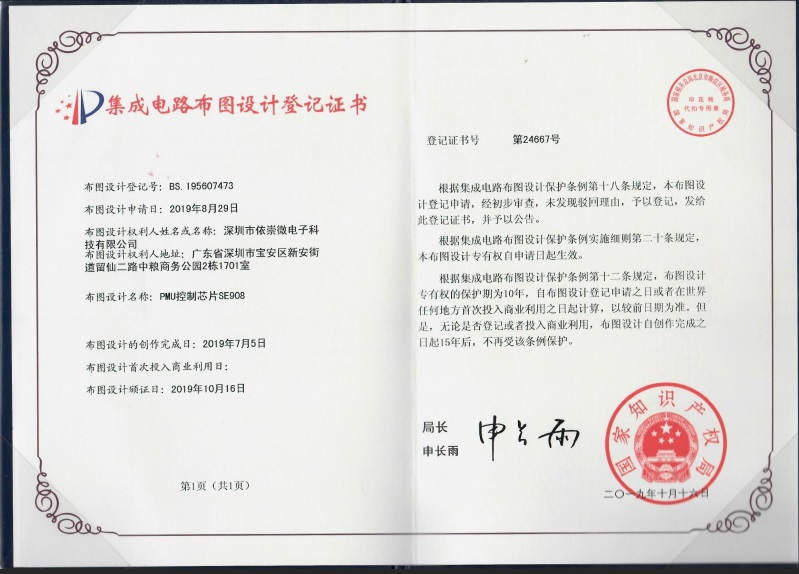 集成电路布图设计登记证书
布图设计登记号：BS.195607473
布图设计申请日：2019年8月29日
布图设计权利人姓名或名称：深圳市依崇微电子科
技有限公司
布图设计权利人地址：广东省深圳市宝安区新安街
道留仙二路中粮商务公园2栋1701室
布图设计名称：PMU控制芯片SE908
布图设计的创作完成日：2019年7月5日
布图设计首次投入商业利用日：
布图设计颁证日：2019年10月16日
第1页（共1页）
印花税
代扣专用章
国家知识产权局
登记证书号 第24667号
根据集成电路布图设计保护条例第十八条规定，本布图设
计登记申请，经初步审查，未发现驳回理由，予以登记，发给
此登记证书，并予以公告。
根据集成电路布图设计保护条例实施细则第二十条规定，
本布图设计专有权自申请日起生效。
根据集成电路布图设计保护条例第十二条规定，布图设计
专有权的保护期为10年，自布图设计登记申请之日或者在世界
任何地方首次投入商业利用之日起计算，以较前日期为准。但
是，无论是否登记或者投入商业利用，布图设计自创作完成之
日起15年后，不再受该条例保护。
局长
申长雨
申长雨
国家知识产权局
二〇一九年十月十六日